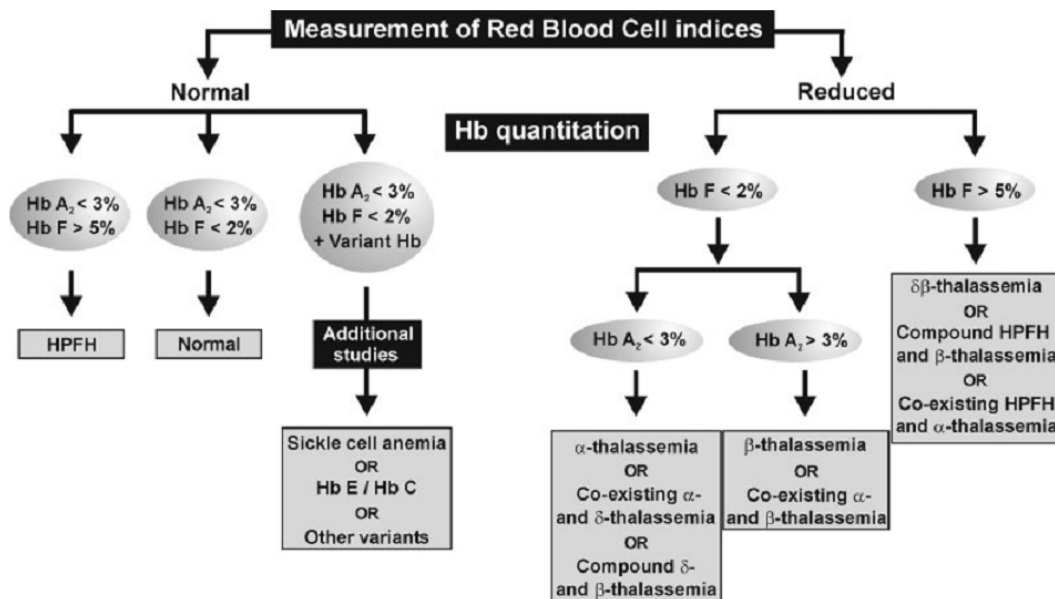 Measurement of Red Blood Cell indices
Normal
Reduced
Hb quantitation
Hb A₂ < 3%
Hb F > 5%
Hb A₂ < 3%
Hb F < 2%
Hb A₂ < 3%
Hb F < 2%
+ Variant Hb
Hb F < 2%
Hb F > 5%
HPFH
Normal
Additional
studies
Hb A₂ < 3%
Hb A₂ > 3%
δβ-thalassemia
OR
Compound HPFH
and β-thalassemia
OR
Co-existing HPFH
and α-thalassemia
Sickle cell anemia
OR
Hb E / Hb C
OR
Other variants
α-thalassemia
OR
Co-existing α-
and δ-thalassemia
OR
Compound δ-
and β-thalassemia
β-thalassemia
OR
Co-existing α-
and β-thalassemia